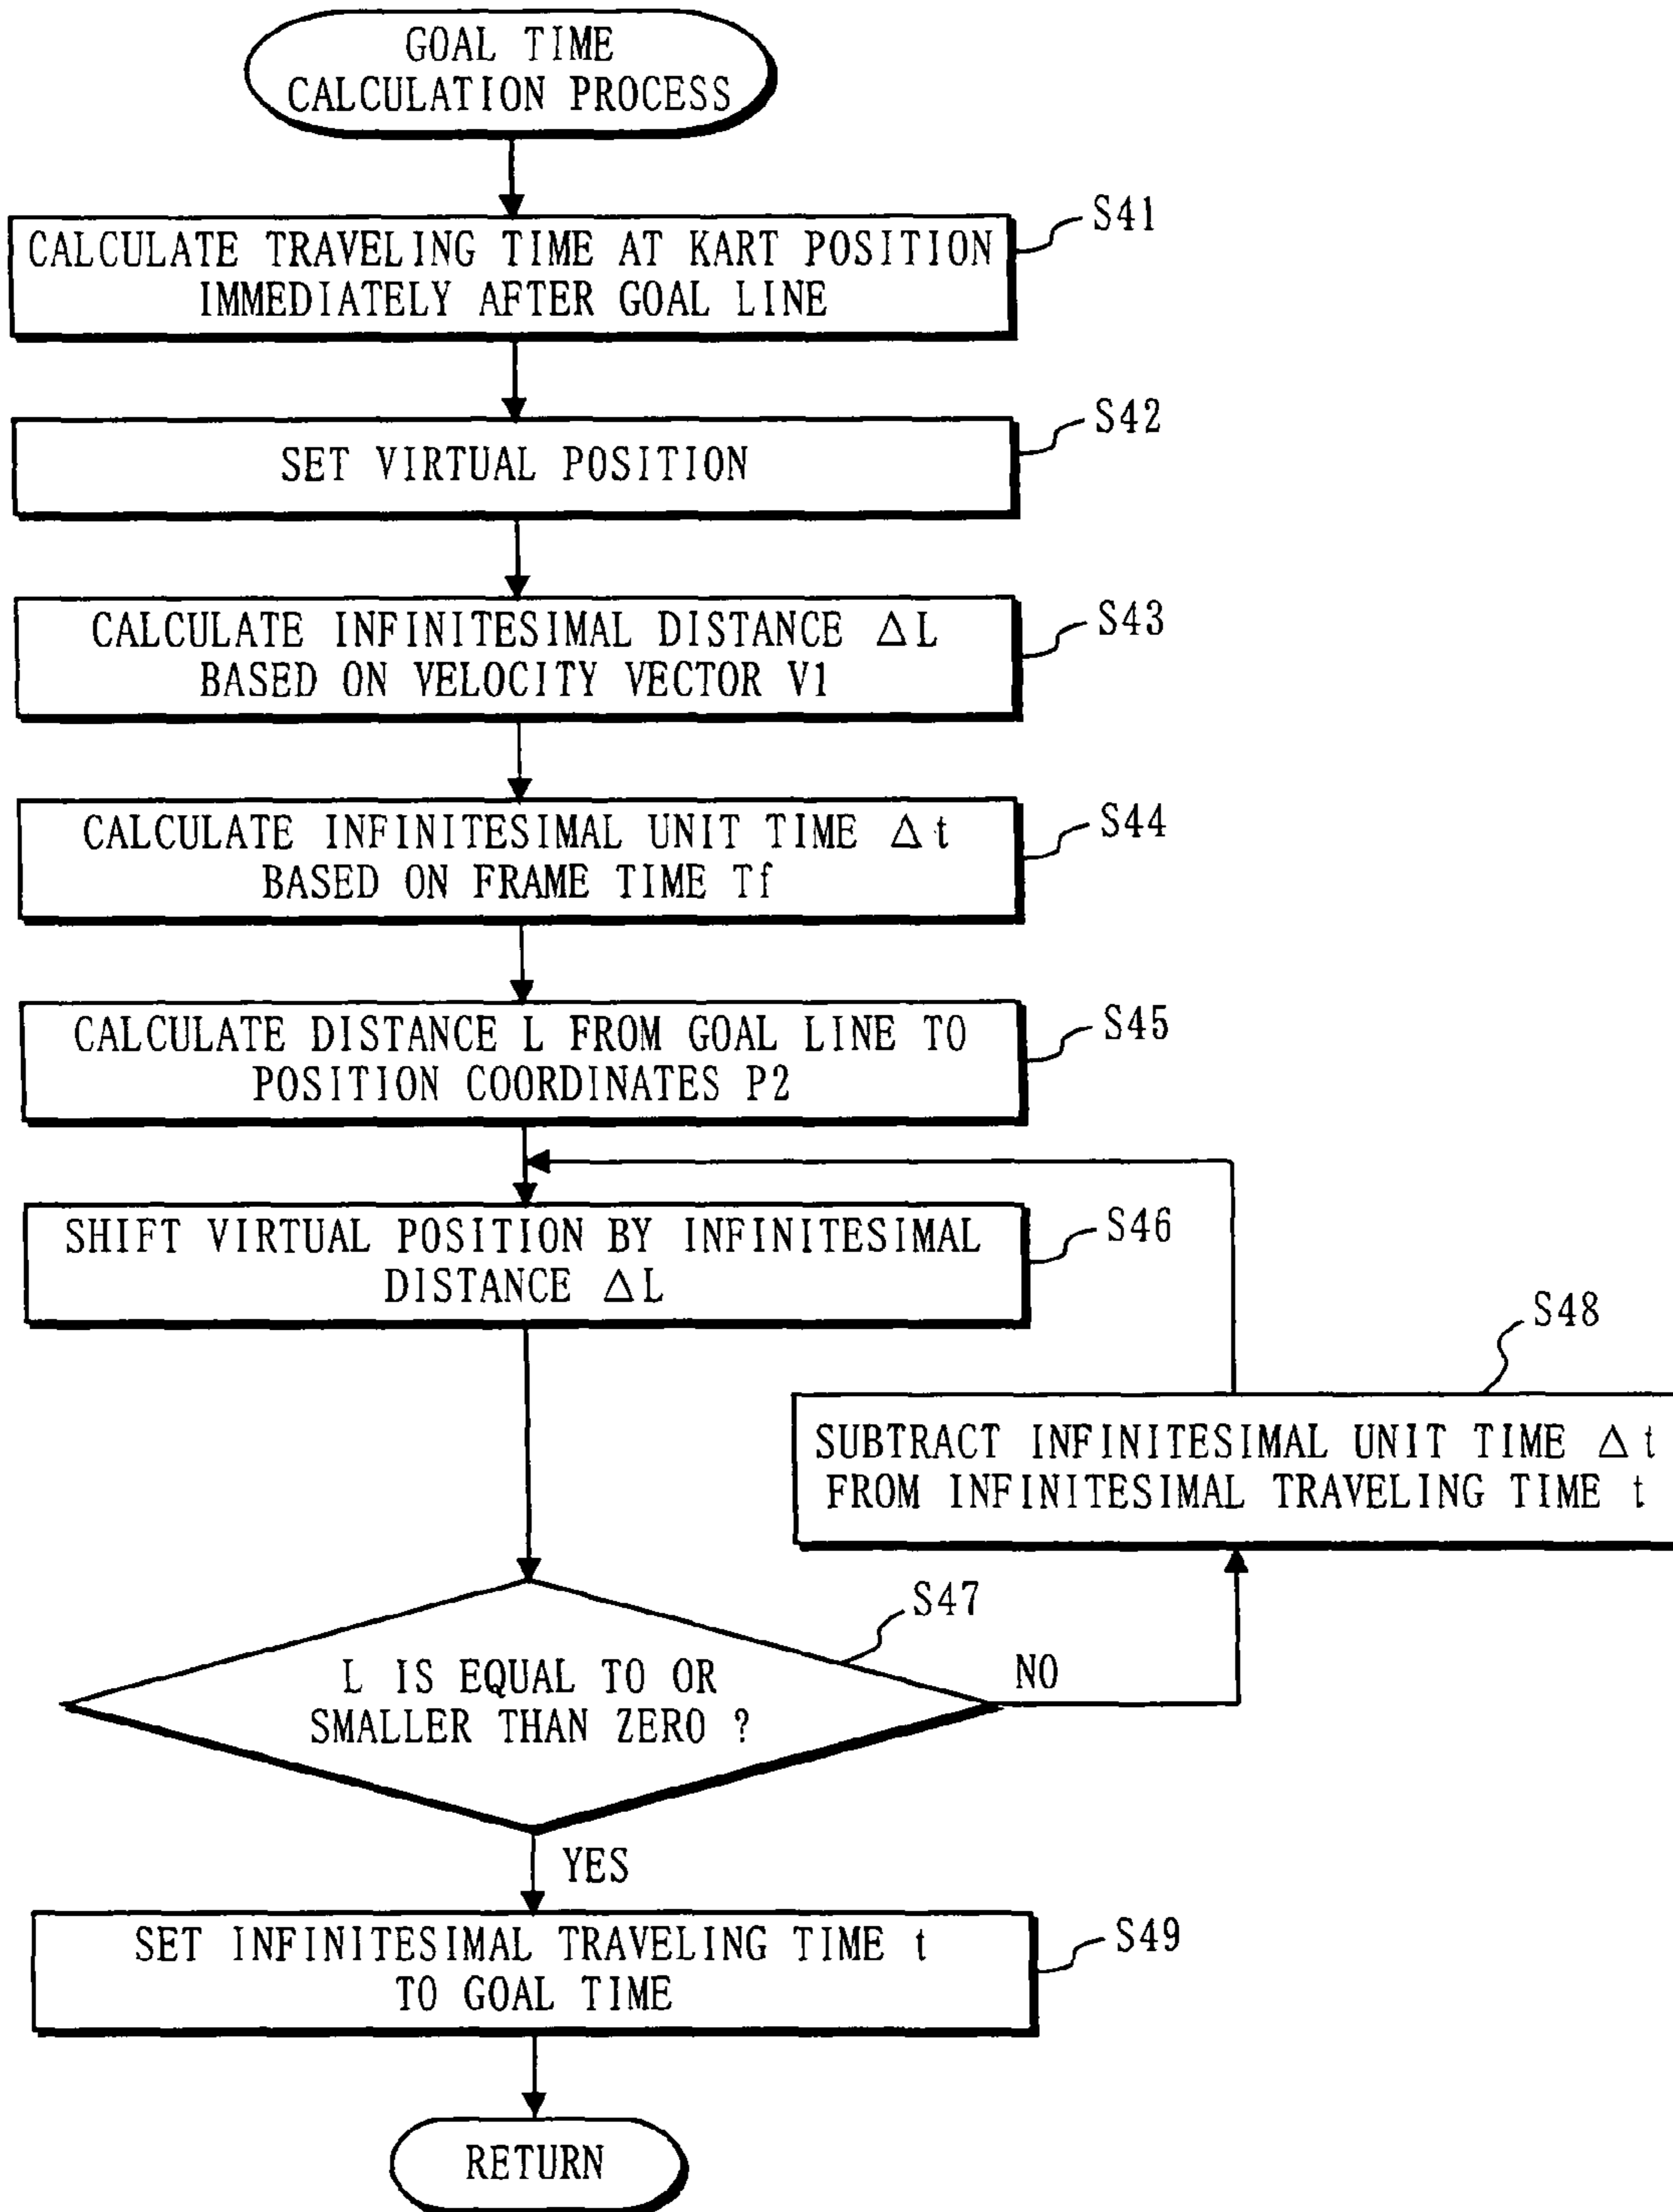 GOAL TIME
CALCULATION PROCESS
S41
CALCULATE TRAVELING TIME AT KART POSITION
IMMEDIATELY AFTER GOAL LINE
S42
SET VIRTUAL POSITION
S43
CALCULATE INFINITESIMAL DISTANCE ΔL
BASED ON VELOCITY VECTOR V1
S44
CALCULATE INFINITESIMAL UNIT TIME Δt
BASED ON FRAME TIME Tf
S45
CALCULATE DISTANCE L FROM GOAL LINE TO
POSITION COORDINATES P2
S46
SHIFT VIRTUAL POSITION BY INFINITESIMAL
DISTANCE ΔL
S48
SUBTRACT INFINITESIMAL UNIT TIME Δt
FROM INFINITESIMAL TRAVELING TIME t
S47
L IS EQUAL TO OR
SMALLER THAN ZERO ?
NO
YES
S49
SET INFINITESIMAL TRAVELING TIME t
TO GOAL TIME
RETURN